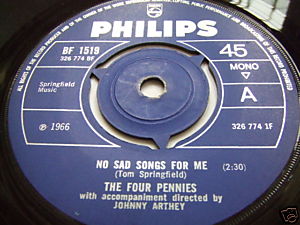 PHILIPS
BF 1519
326 774 BF
45
MONO
Springfield
Music
A
℗ 1966
326 774 1F
NO SAD SONGS FOR ME
(Tom Springfield)
(2:30)
THE FOUR PENNIES
with accompaniment directed by
JOHNNY ARTHEY